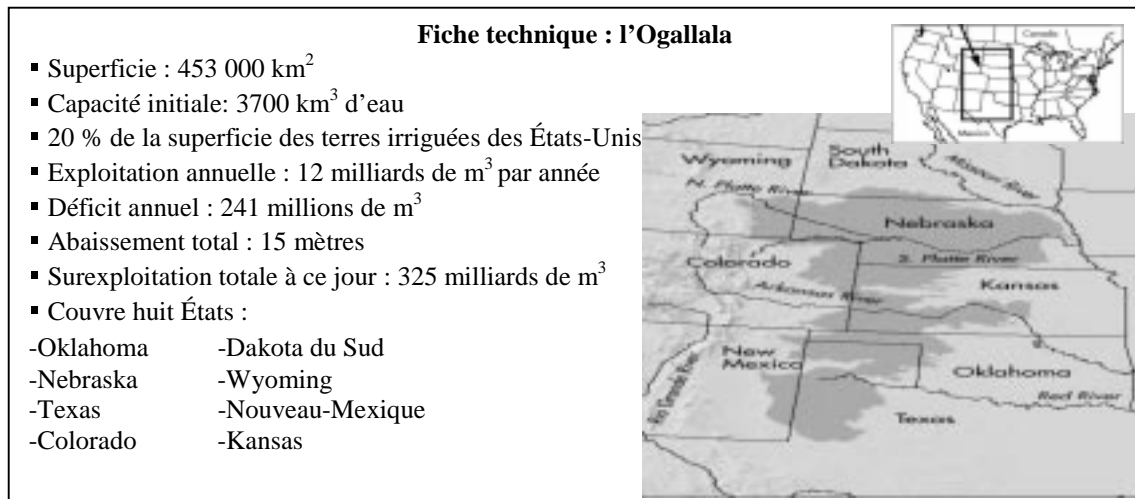 Fiche technique : l’Ogallala
▪ Superficie : 453 000 km²
▪ Capacité initiale: 3700 km³ d’eau
▪ 20 % de la superficie des terres irriguées des États-Unis
▪ Exploitation annuelle : 12 milliards de m³ par année
▪ Déficit annuel : 241 millions de m³
▪ Abaissement total : 15 mètres
▪ Surexploitation totale à ce jour : 325 milliards de m³
▪ Couvre huit États :
-Oklahoma -Dakota du Sud
-Nebraska -Wyoming
-Texas -Nouveau-Mexique
-Colorado -Kansas
Canada
Mexico
Wyoming
South
Dakota
Missouri River
N. Platte River
Nebraska
Colorado
S. Platte River
Kansas
Arkansas River
New
Mexico
Oklahoma
Rio Grande River
Red River
Texas